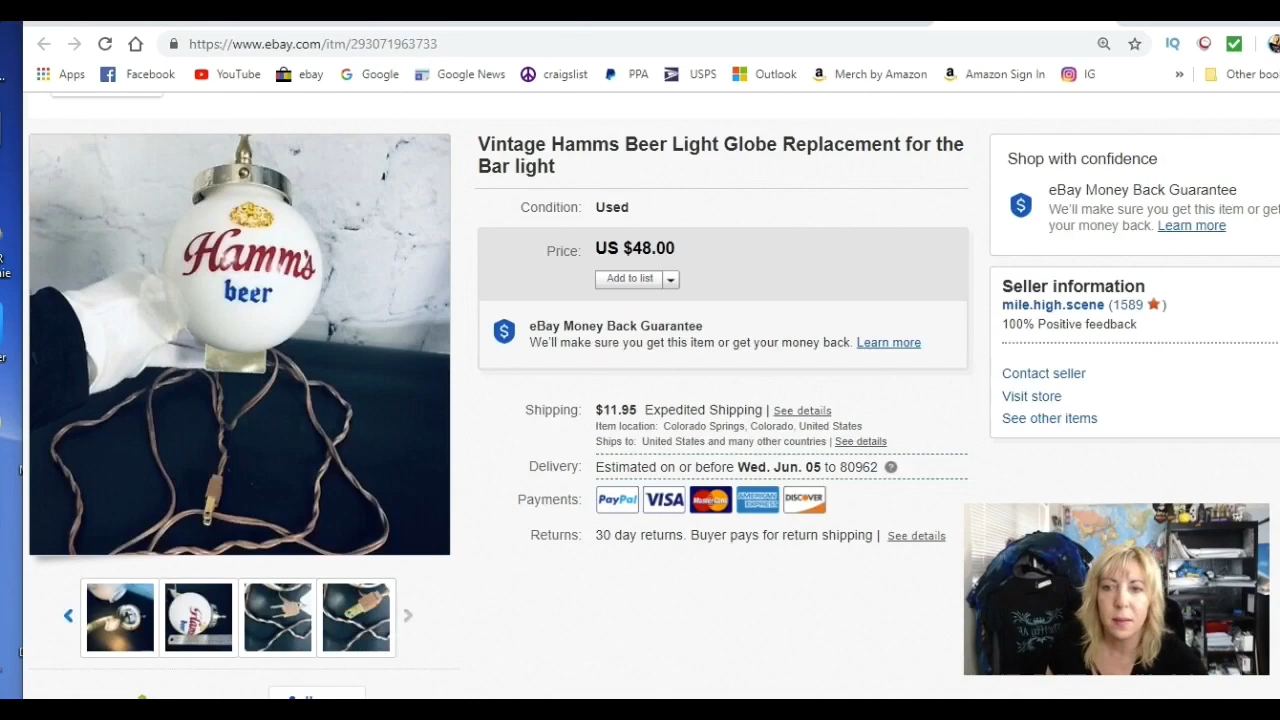 https://www.ebay.com/itm/293071963733
IQ
Apps
Facebook
YouTube
ebay
Google
Google News
craigslist
PPA
USPS
Outlook
Merch by Amazon
Amazon Sign In
IG
»
Vintage Hamms Beer Light Globe Replacement for the
Bar light
Condition: Used
Price: US $48.00
Add to list
eBay Money Back Guarantee
We'll make sure you get this item or get your money back. Learn more
Shipping: $11.95 Expedited Shipping | See details
Item location: Colorado Springs, Colorado, United States
Ships to: United States and many other countries | See details
Delivery: Estimated on or before Wed. Jun. 05 to 80962
Payments: PayPal VISA MasterCard AMERICAN EXPRESS DISCOVER
Returns: 30 day returns. Buyer pays for return shipping | See details
Shop with confidence
eBay Money Back Guarantee
We'll make sure you get this item or get
your money back. Learn more
Seller information
mile.high.scene (1589 )
100% Positive feedback
Contact seller
Visit store
See other items
Hamm's
beer